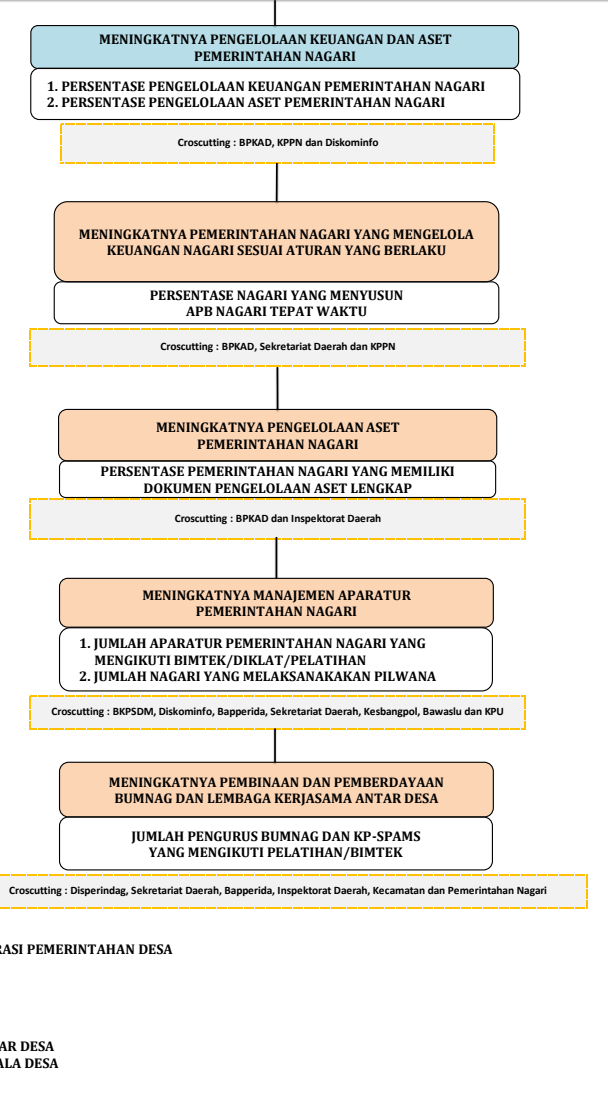 MENINGKATNYA PENGELOLAAN KEUANGAN DAN ASET
PEMERINTAHAN NAGARI
1. PERSENTASE PENGELOLAAN KEUANGAN PEMERINTAHAN NAGARI
2. PERSENTASE PENGELOLAAN ASET PEMERINTAHAN NAGARI
Croscutting : BPKAD, KPPN dan Diskominfo
MENINGKATNYA PEMERINTAHAN NAGARI YANG MENGELOLA
KEUANGAN NAGARI SESUAI ATURAN YANG BERLAKU
PERSENTASE NAGARI YANG MENYUSUN
APB NAGARI TEPAT WAKTU
Croscutting : BPKAD, Sekretariat Daerah dan KPPN
MENINGKATNYA PENGELOLAAN ASET
PEMERINTAHAN NAGARI
PERSENTASE PEMERINTAHAN NAGARI YANG MEMILIKI
DOKUMEN PENGELOLAAN ASET LENGKAP
Croscutting : BPKAD dan Inspektorat Daerah
MENINGKATNYA MANAJEMEN APARATUR
PEMERINTAHAN NAGARI
1. JUMLAH APARATUR PEMERINTAHAN NAGARI YANG
MENGIKUTI BIMTEK/DIKLAT/PELATIHAN
2. JUMLAH NAGARI YANG MELAKSANAKAKAN PILWANA
Croscutting : BKPSDM, Diskominfo, Bapperida, Sekretariat Daerah, Kesbangpol, Bawaslu dan KPU
MENINGKATNYA PEMBINAAN DAN PEMBERDAYAAN
BUMNAG DAN LEMBAGA KERJASAMA ANTAR DESA
JUMLAH PENGURUS BUMNAG DAN KP-SPAMS
YANG MENGIKUTI PELATIHAN/BIMTEK
Croscutting : Disperindag, Sekretariat Daerah, Bapperida, Inspektorat Daerah, Kecamatan dan Pemerintahan Nagari
RASI PEMERINTAHAN DESA
AR DESA
ALA DESA